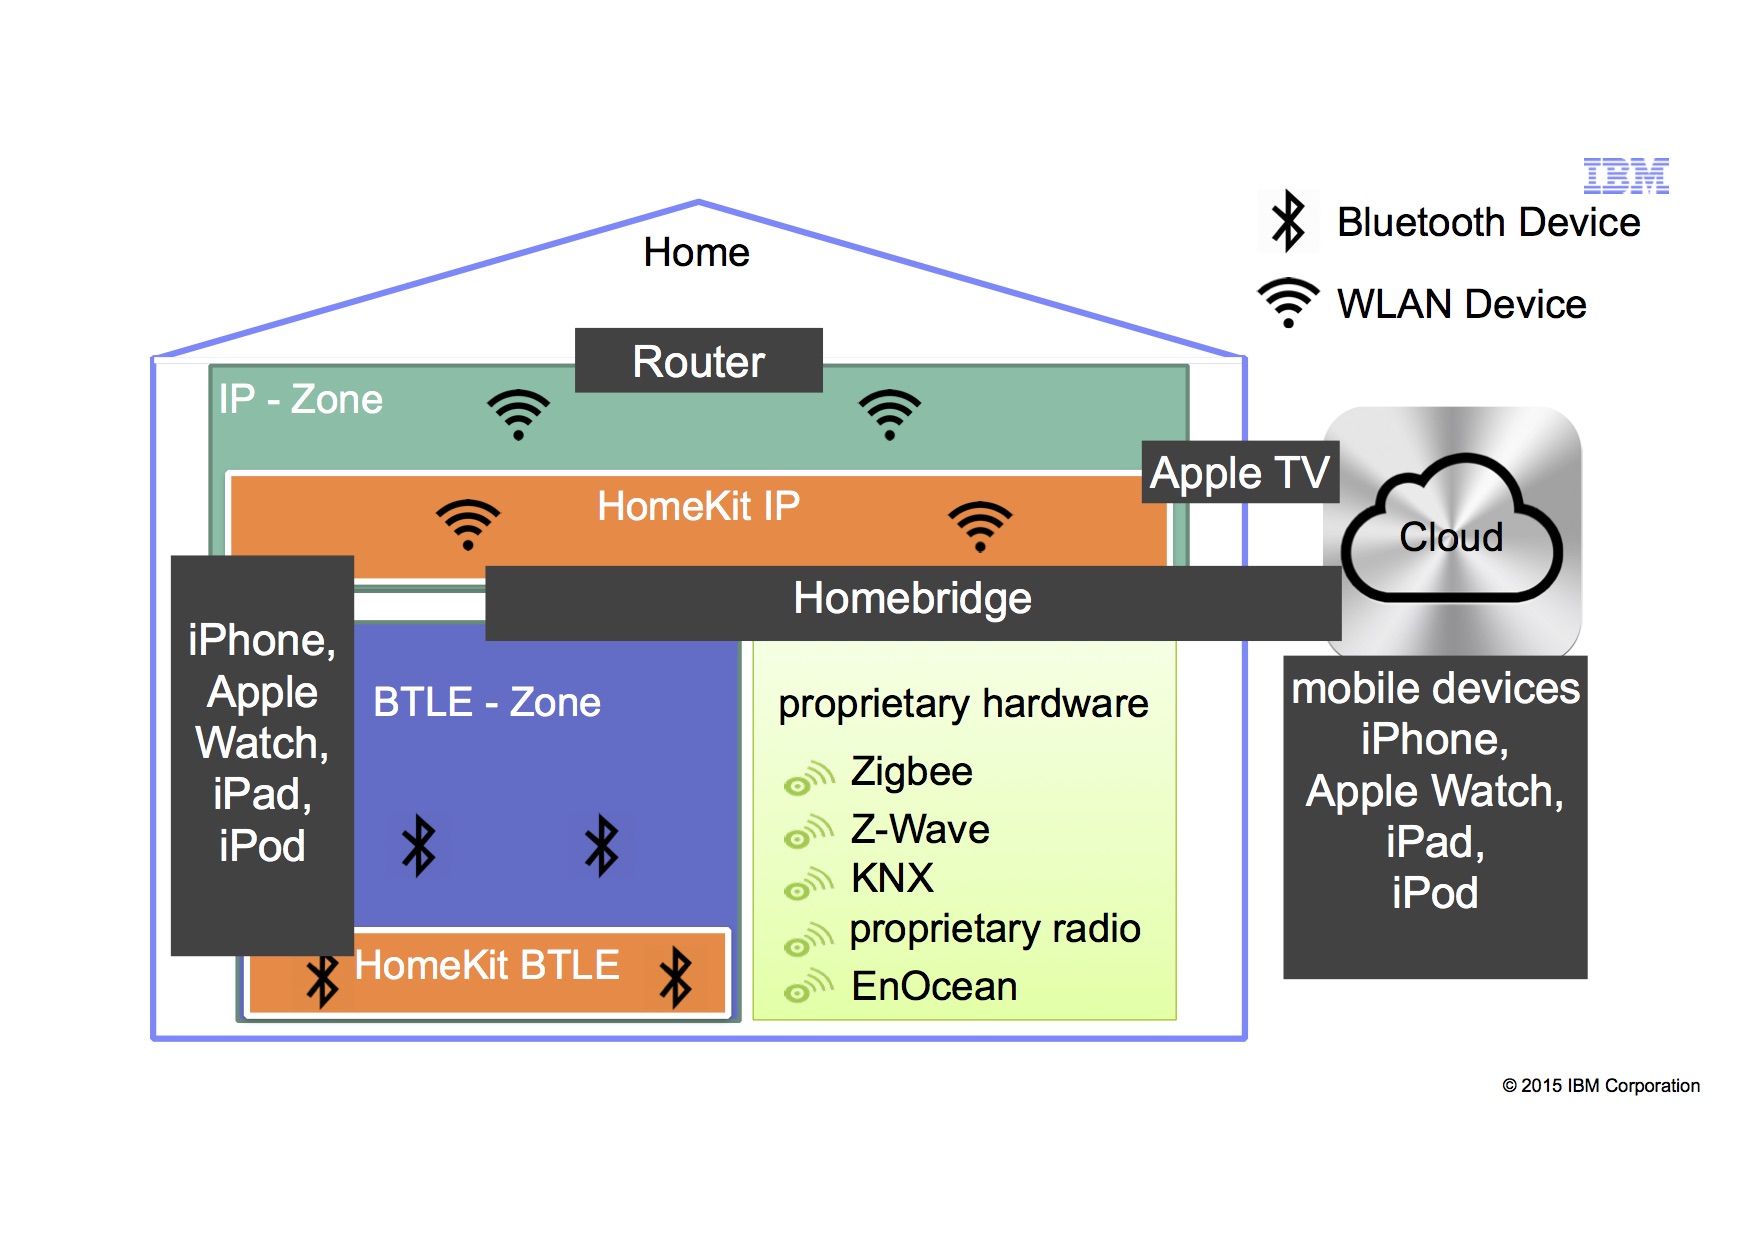 IBM
Bluetooth Device
WLAN Device
Home
Router
IP - Zone
Apple TV
HomeKit IP
Cloud
Homebridge
iPhone,
Apple
Watch,
iPad,
iPod
BTLE - Zone
HomeKit BTLE
proprietary hardware
Zigbee
Z-Wave
KNX
proprietary radio
EnOcean
mobile devices
iPhone,
Apple Watch,
iPad,
iPod
© 2015 IBM Corporation